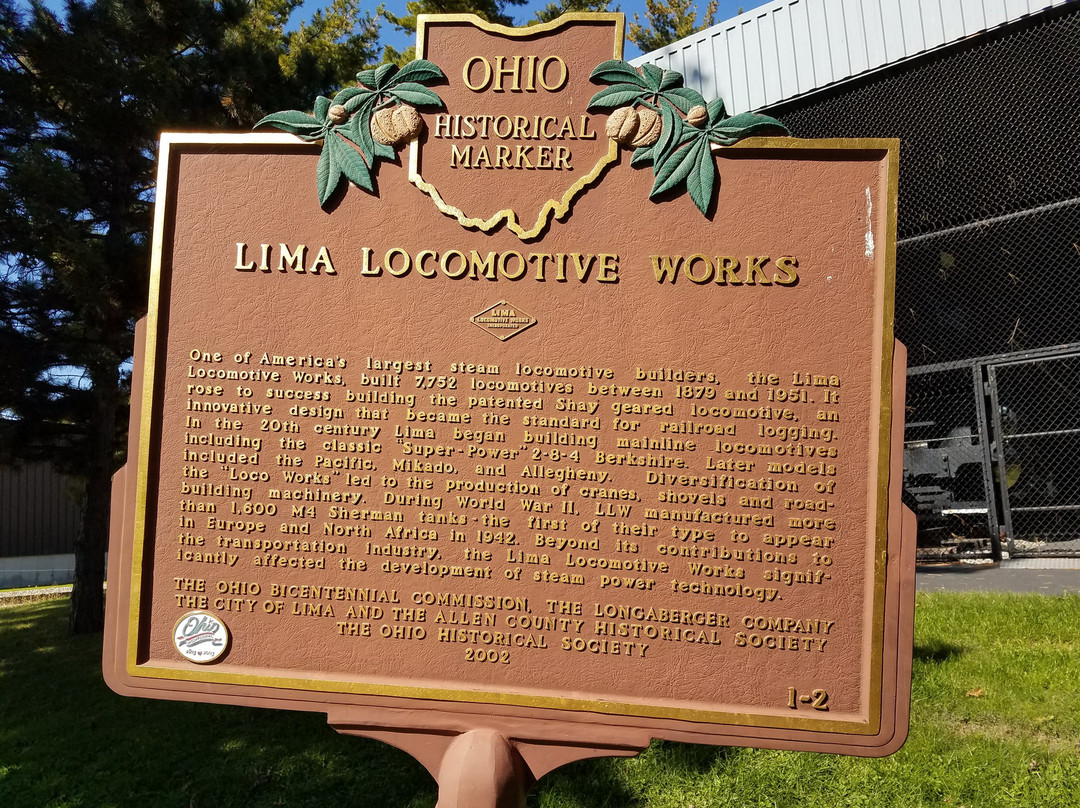 OHIO
HISTORICAL
MARKER
LIMA LOCOMOTIVE WORKS
LIMA
LOCOMOTIVE WORKS
INCORPORATED
One of America's largest steam locomotive builders, the Lima
Locomotive Works, built 7,752 locomotives between 1879 and 1951. It
rose to success building the patented Shay geared locomotive, an
innovative design that became the standard for railroad logging.
In the 20th century Lima began building mainline locomotives
including the classic "Super-Power" 2-8-4 Berkshire. Later models
included the Pacific, Mikado, and Allegheny. Diversification of
the "Loco Works" led to the production of cranes, shovels and road-
building machinery. During World War II, LLW manufactured more
than 1,600 M4 Sherman tanks-the first of their type to appear
in Europe and North Africa in 1942. Beyond its contributions to
the transportation industry, the Lima Locomotive Works signif-
icantly affected the development of steam power technology.
THE OHIO BICENTENNIAL COMMISSION, THE LONGABERGER COMPANY
THE CITY OF LIMA AND THE ALLEN COUNTY HISTORICAL SOCIETY
THE OHIO HISTORICAL SOCIETY
2002
Ohio
1-2